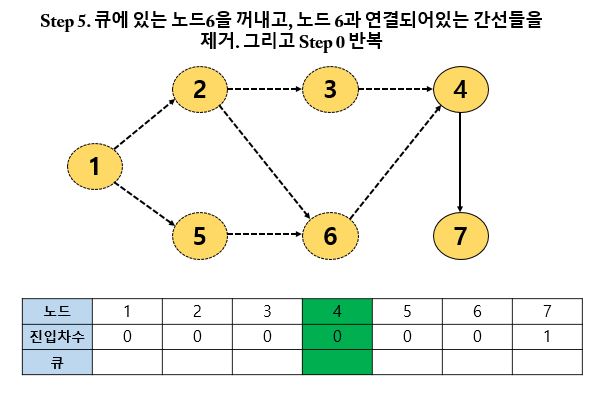 Step 5. 큐에 있는 노드6을 꺼내고, 노드 6과 연결되어있는 간선들을
제거. 그리고 Step 0 반복
2 3 4
1
5 6 7
노드 1 2 3 4 5 6 7
진입차수 0 0 0 0 0 0 1
큐